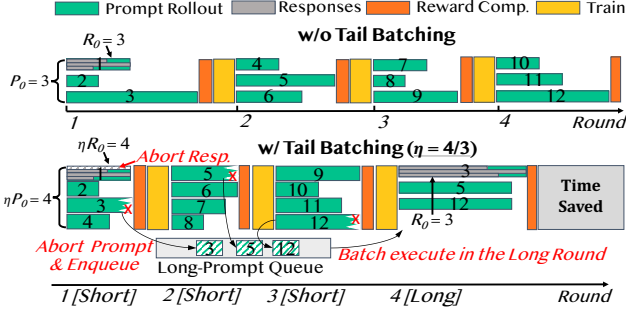 Prompt Rollout Responses Reward Comp. Train
R₀= 3
w/o Tail Batching
P₀= 3
1 4 7 10
2 5 8 11
3 6 9 12
1 2 3 4 Round
w/ Tail Batching (η = 4/3)
ηR₀= 4
Abort Resp.
ηP₀= 4
1 5 x 9 3
2 6 10 5
3 x 7 11 12
4 8 12 x
R₀= 3
Time
Saved
Abort Prompt
& Enqueue
3 5 12
Long-Prompt Queue
Batch execute in the Long Round
1 [Short] 2 [Short] 3 [Short] 4 [Long] Round